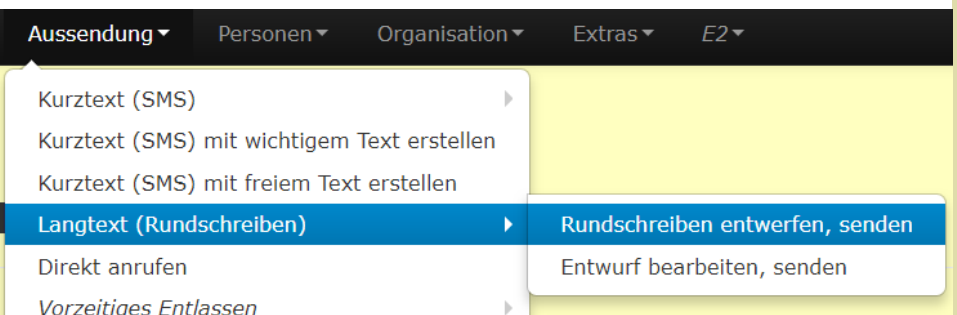 Aussendung Personen Organisation Extras E2
Kurztext (SMS)
Kurztext (SMS) mit wichtigem Text erstellen
Kurztext (SMS) mit freiem Text erstellen
Langtext (Rundschreiben)
Rundschreiben entwerfen, senden
Direkt anrufen
Entwurf bearbeiten, senden
Vorzeitiges Entlassen